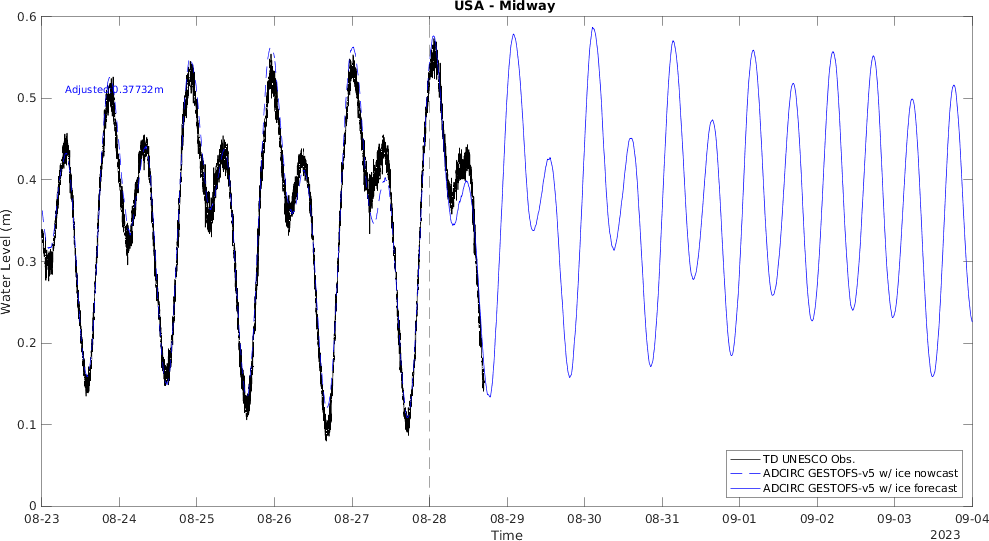 USA - Midway
0.6
0.5
0.4
0.3
0.2
0.1
0
Water Level (m)
Adjusted 0.37732m
TD UNESCO Obs.
ADCIRC GESTOFS-v5 w/ ice nowcast
ADCIRC GESTOFS-v5 w/ ice forecast
08-23 08-24 08-25 08-26 08-27 08-28 08-29 08-30 08-31 09-01 09-02 09-03 09-04
Time
2023